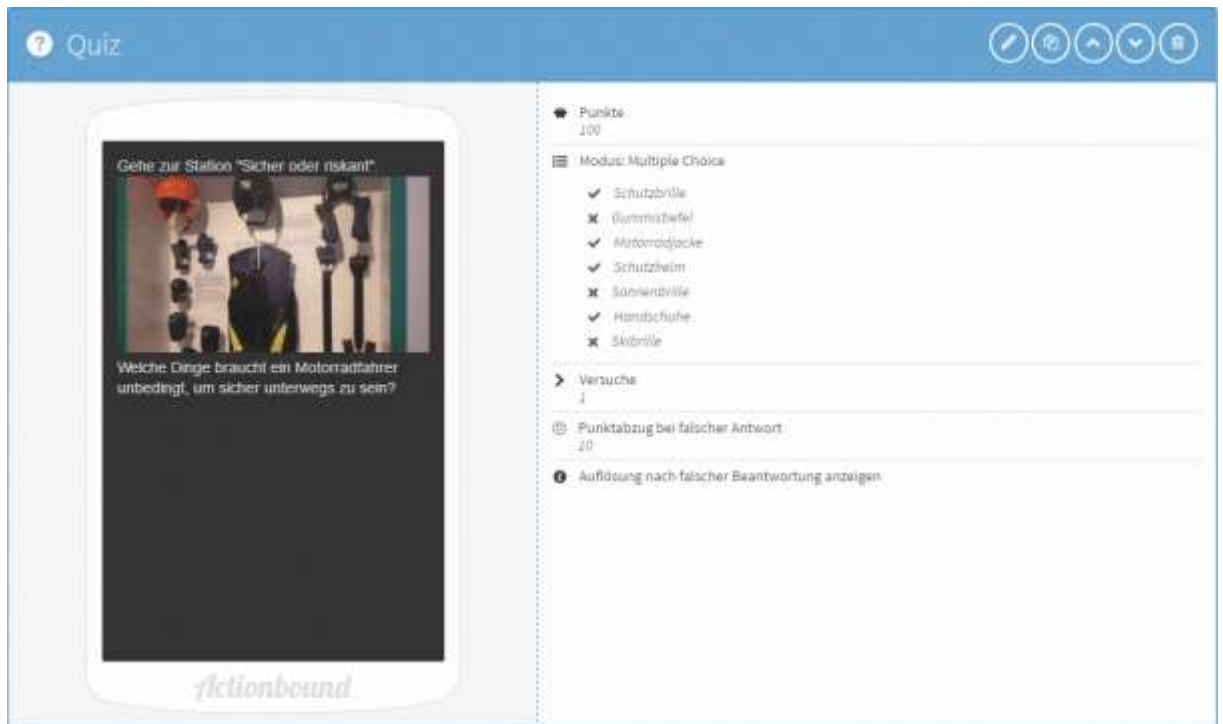 Quiz
Gehe zur Station "Sicher oder riskant"
Welche Dinge braucht ein Motorradfahrer
unbedingt, um sicher unterwegs zu sein?
Actionbound
Punkte
100
Modus: Multiple Choice
Schutzbrille
Gummistiefel
Motorradjacke
Schutzhelm
Sonnenbrille
Handschuhe
Skibrille
Versuche
1
Punktabzug bei falscher Antwort
10
Auflösung nach falscher Beantwortung anzeigen